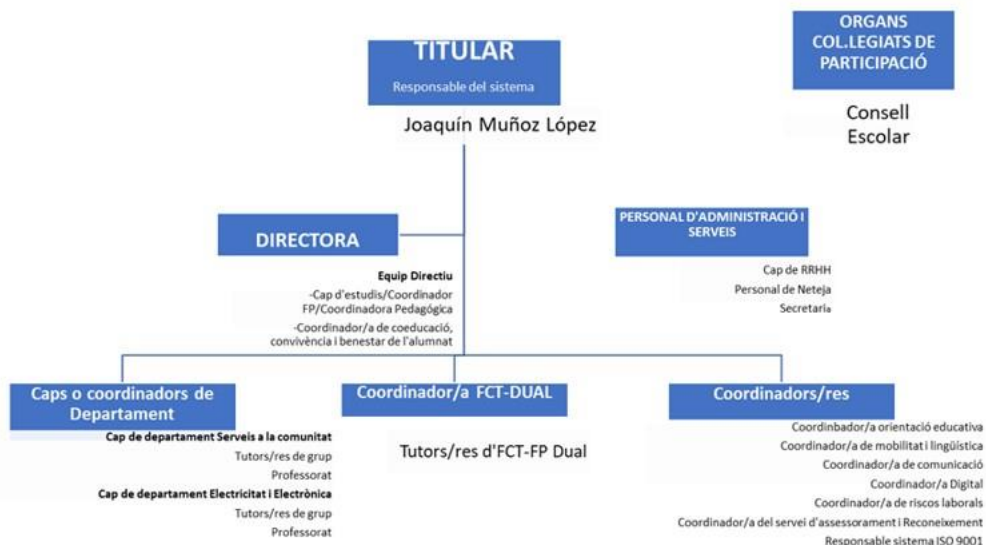 TITULAR
Responsable del sistema
Joaquín Muñoz López
ORGANS
COL.LEGIATS DE
PARTICIPACIÓ
Consell
Escolar
DIRECTORA
Equip Directiu
-Cap d'estudis/Coordinador
FP/Coordinadora Pedagógica
-Coordinador/a de coeducació,
convivència i benestar de l'alumnat
PERSONAL D'ADMINISTRACIÓ I
SERVEIS
Cap de RRHH
Personal de Neteja
Secretaria
Caps o coordinadors de
Departament
Cap de departament Serveis a la comunitat
Tutors/res de grup
Professorat
Cap de departament Electricitat i Electrònica
Tutors/res de grup
Professorat
Coordinador/a FCT-DUAL
Tutors/res d'FCT-FP Dual
Coordinadors/res
Coordinbador/a orientació educativa
Coordinador/a de mobilitat i lingüística
Coordinador/a de comunicació
Coordinador/a Digital
Coordinador/a de riscos laborals
Coordinador/a del servei d'assessorament i Reconeixement
Responsable sistema ISO 9001